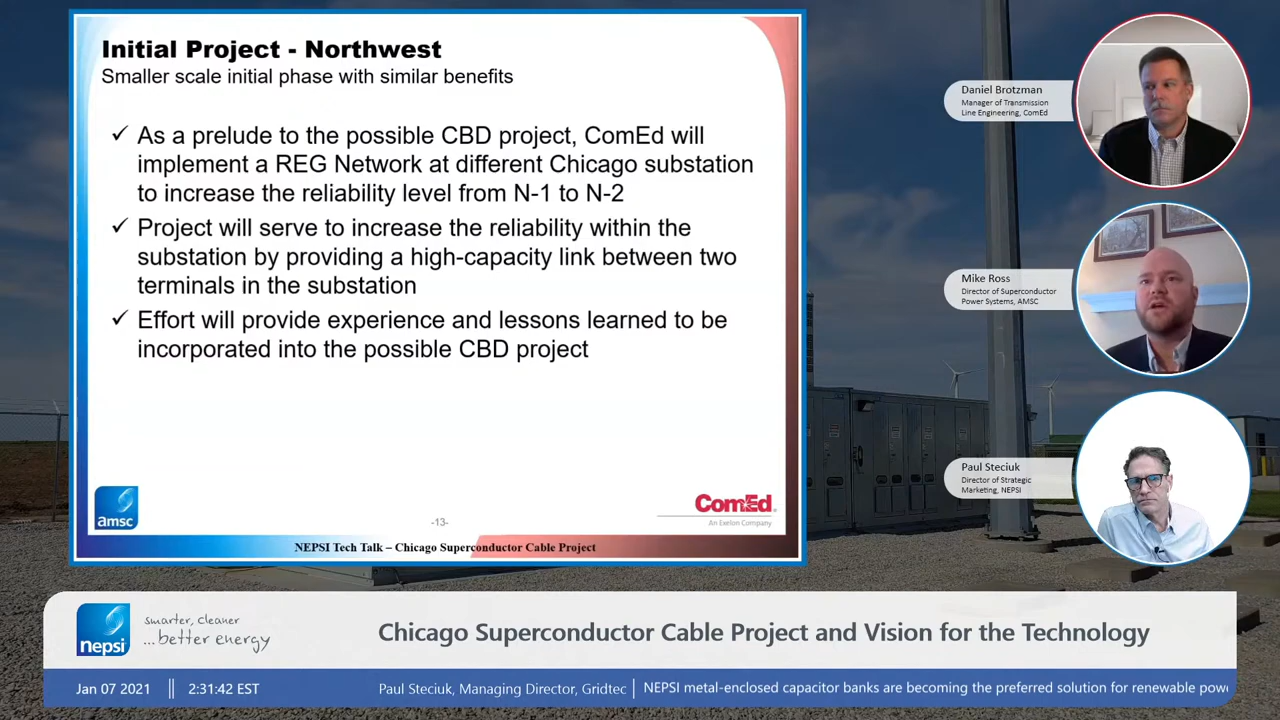 Initial Project - Northwest
Smaller scale initial phase with similar benefits
✓ As a prelude to the possible CBD project, ComEd will
implement a REG Network at different Chicago substation
to increase the reliability level from N-1 to N-2
✓ Project will serve to increase the reliability within the
substation by providing a high-capacity link between two
terminals in the substation
✓ Effort will provide experience and lessons learned to be
incorporated into the possible CBD project
amsc
-13-
ComEd®
An Exelon Company
NEPSI Tech Talk – Chicago Superconductor Cable Project
Daniel Brotzman
Manager of Transmission
Line Engineering, ComEd
Mike Ross
Director of Superconductor
Power Systems, AMSC
Paul Steciuk
Director of Strategic
Marketing, NEPSI
nepsi
smarter, cleaner
...better energy
Chicago Superconductor Cable Project and Vision for the Technology
Jan 07 2021
2:31:42 EST
Paul Steciuk, Managing Director, Gridtec
NEPSI metal-enclosed capacitor banks are becoming the preferred solution for renewable pow